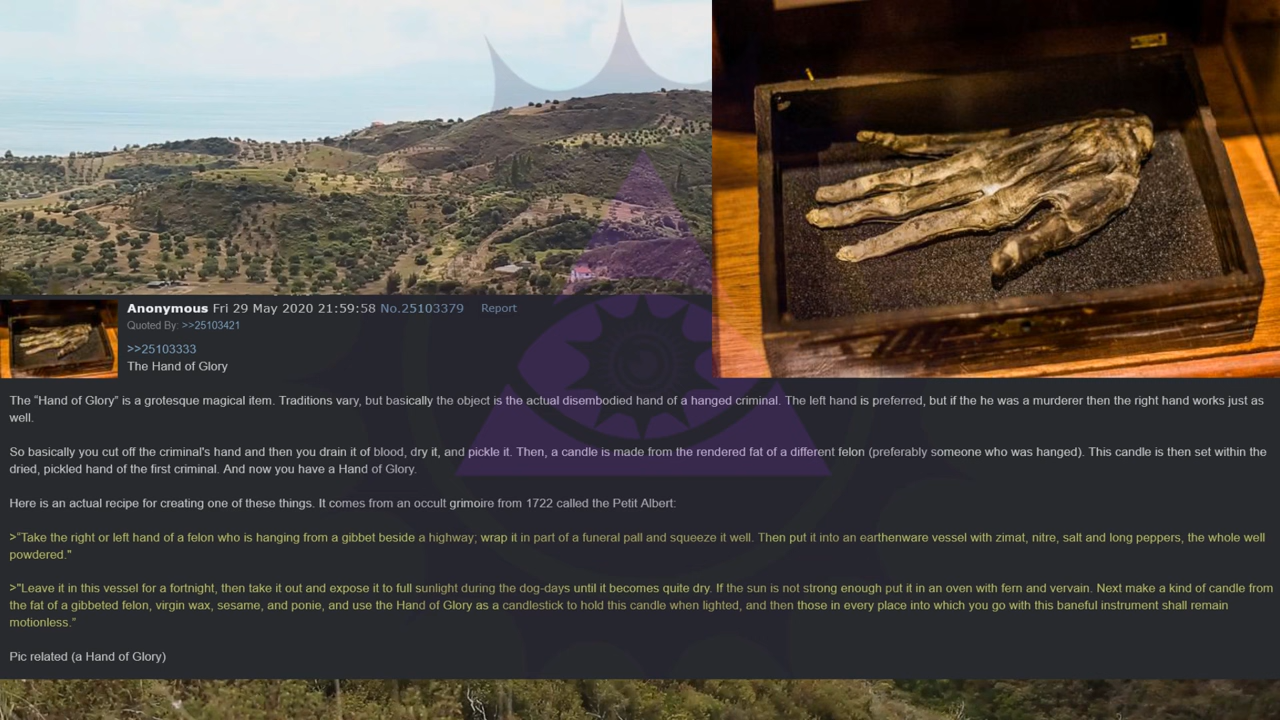 Anonymous Fri 29 May 2020 21:59:58 No.25103379 Report
Quoted By: >>25103421
>>25103333
The Hand of Glory
The “Hand of Glory” is a grotesque magical item. Traditions vary, but basically the object is the actual disembodied hand of a hanged criminal. The left hand is preferred, but if the he was a murderer then the right hand works just as
well.
So basically you cut off the criminal's hand and then you drain it of blood, dry it, and pickle it. Then, a candle is made from the rendered fat of a different felon (preferably someone who was hanged). This candle is then set within the
dried, pickled hand of the first criminal. And now you have a Hand of Glory.
Here is an actual recipe for creating one of these things. It comes from an occult grimoire from 1722 called the Petit Albert:
>“Take the right or left hand of a felon who is hanging from a gibbet beside a highway; wrap it in part of a funeral pall and squeeze it well. Then put it into an earthenware vessel with zimat, nitre, salt and long peppers, the whole well
powdered."
>"Leave it in this vessel for a fortnight, then take it out and expose it to full sunlight during the dog-days until it becomes quite dry. If the sun is not strong enough put it in an oven with fern and vervain. Next make a kind of candle from
the fat of a gibbeted felon, virgin wax, sesame, and ponie, and use the Hand of Glory as a candlestick to hold this candle when lighted, and then those in every place into which you go with this baneful instrument shall remain
motionless.”
Pic related (a Hand of Glory)